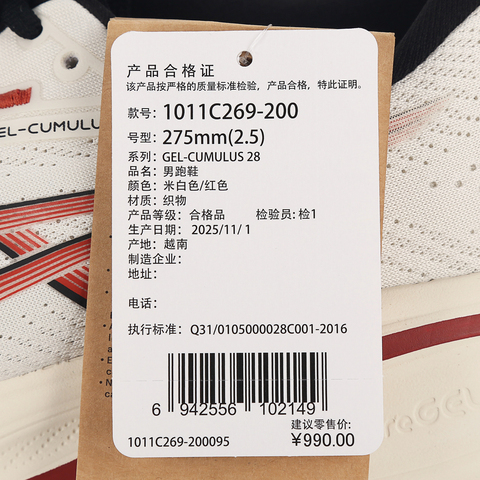 产品合格证
该产品按严格的质量标准检验，产品合格，特此证明。
款号：1011C269-200
号型：275mm(2.5)
系列：GEL-CUMULUS 28
品名：男跑鞋
颜色：米白色/红色
材质：织物
产品等级：合格品 检验员：检1
生产日期： 2025/11/ 1
产地：越南
制造企业：
地址：
电话：
执行标准： Q31/0105000028C001-2016
6 942556 102149
建议零售价:
1011C269-200095 ¥990.00
GEL-CUMULU